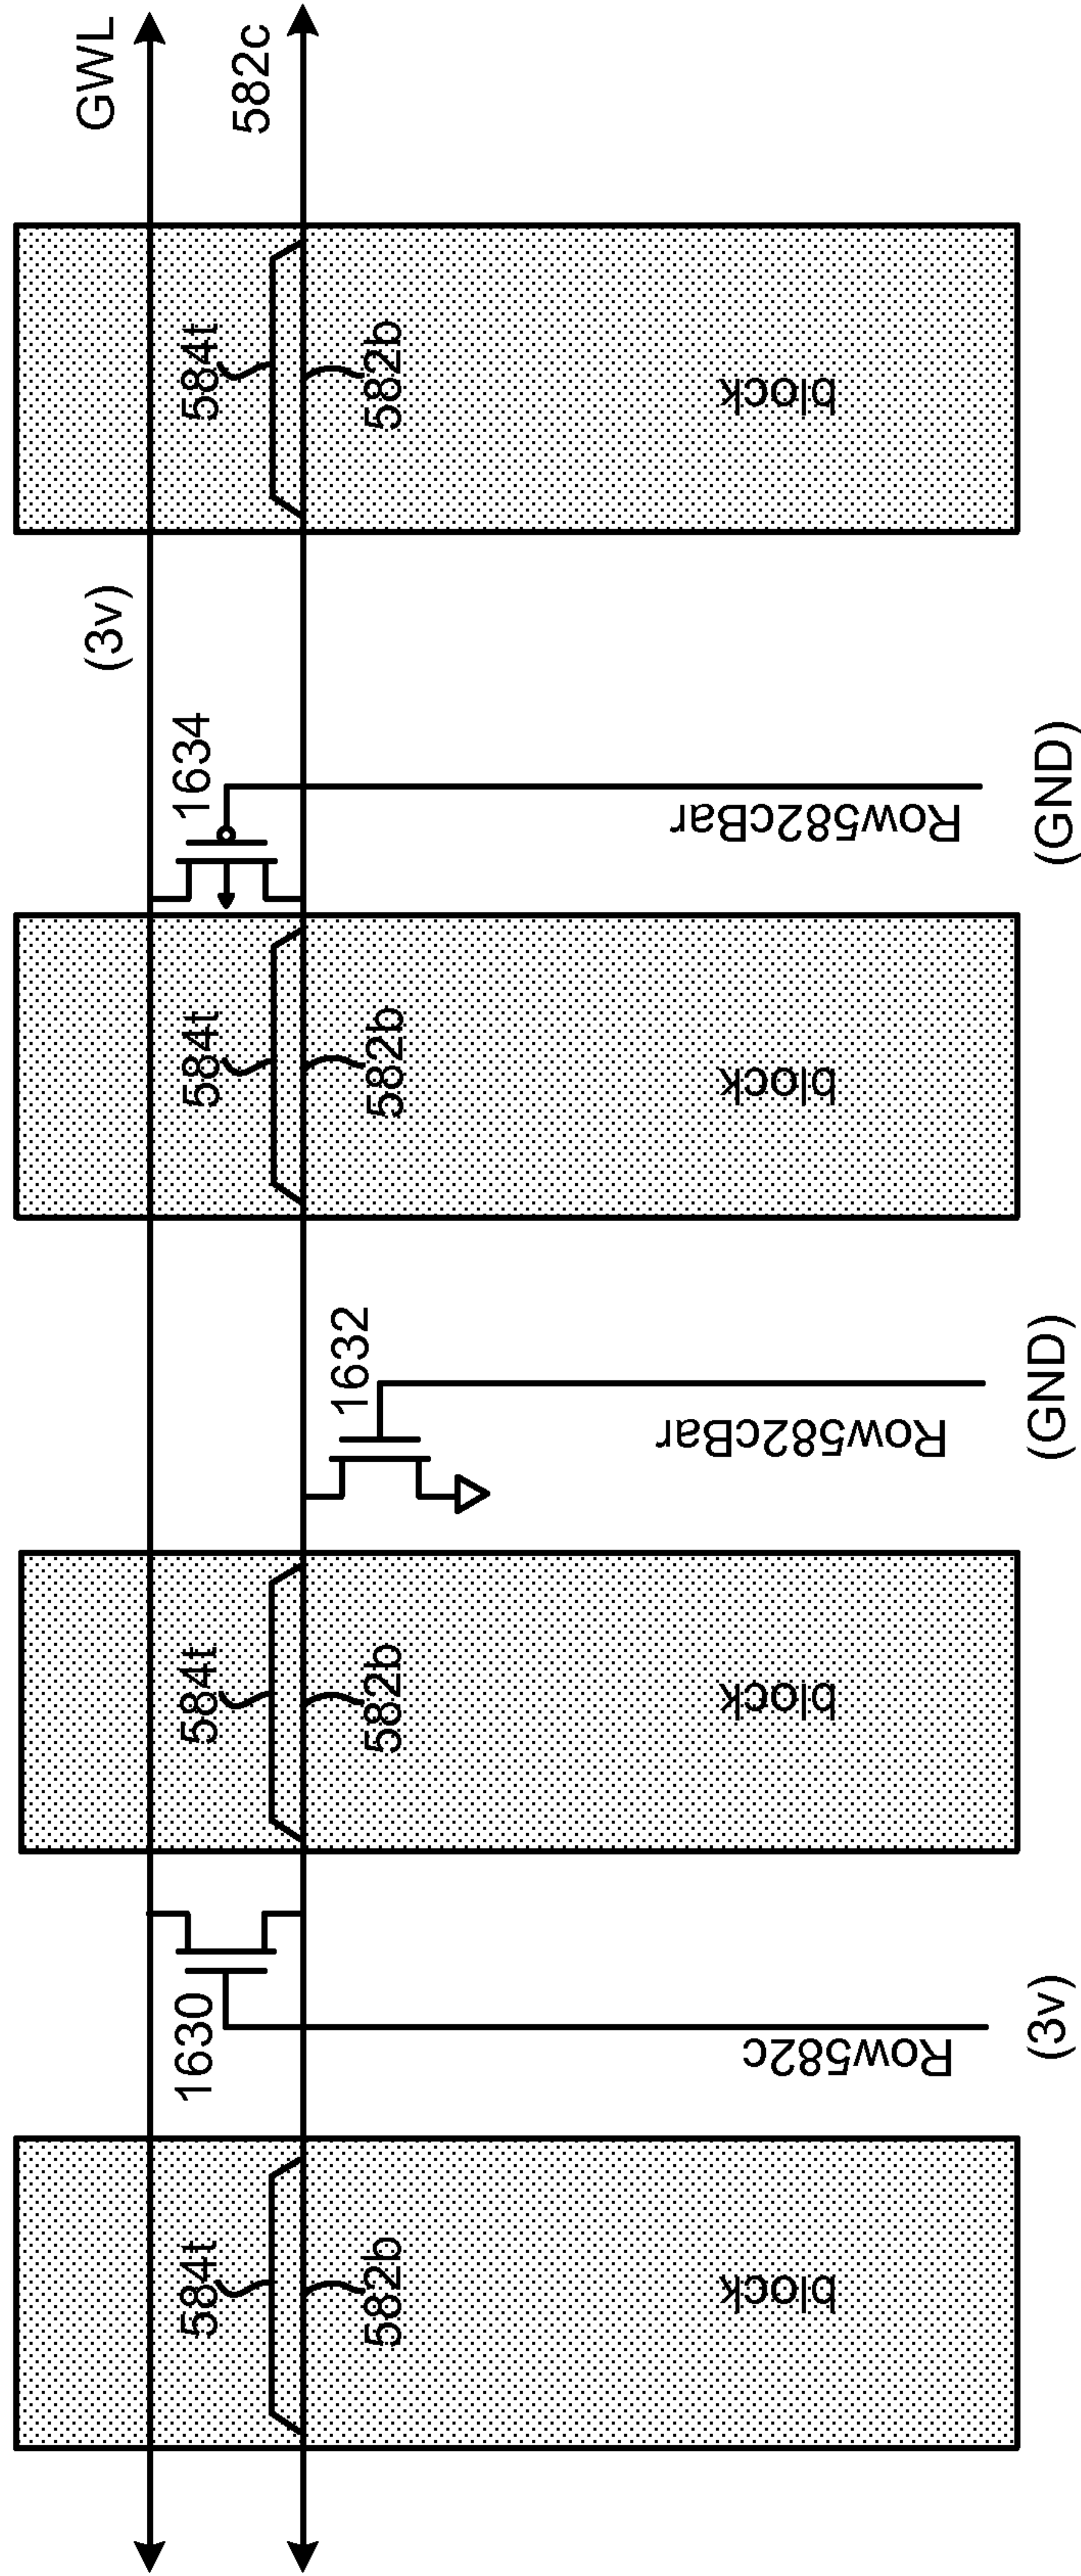 GWL
582c
584t
582b
block
(3v)
1634
Row582cBar
(GND)
584t
582b
block
1632
Row582cBar
(GND)
584t
582b
block
1630
Row582c
(3v)
584t
582b
block